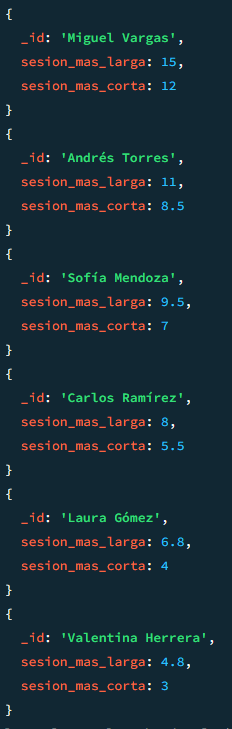 {
  _id: 'Miguel Vargas',
  sesion_mas_larga: 15,
  sesion_mas_corta: 12
}
{
  _id: 'Andrés Torres',
  sesion_mas_larga: 11,
  sesion_mas_corta: 8.5
}
{
  _id: 'Sofía Mendoza',
  sesion_mas_larga: 9.5,
  sesion_mas_corta: 7
}
{
  _id: 'Carlos Ramírez',
  sesion_mas_larga: 8,
  sesion_mas_corta: 5.5
}
{
  _id: 'Laura Gómez',
  sesion_mas_larga: 6.8,
  sesion_mas_corta: 4
}
{
  _id: 'Valentina Herrera',
  sesion_mas_larga: 4.8,
  sesion_mas_corta: 3
}